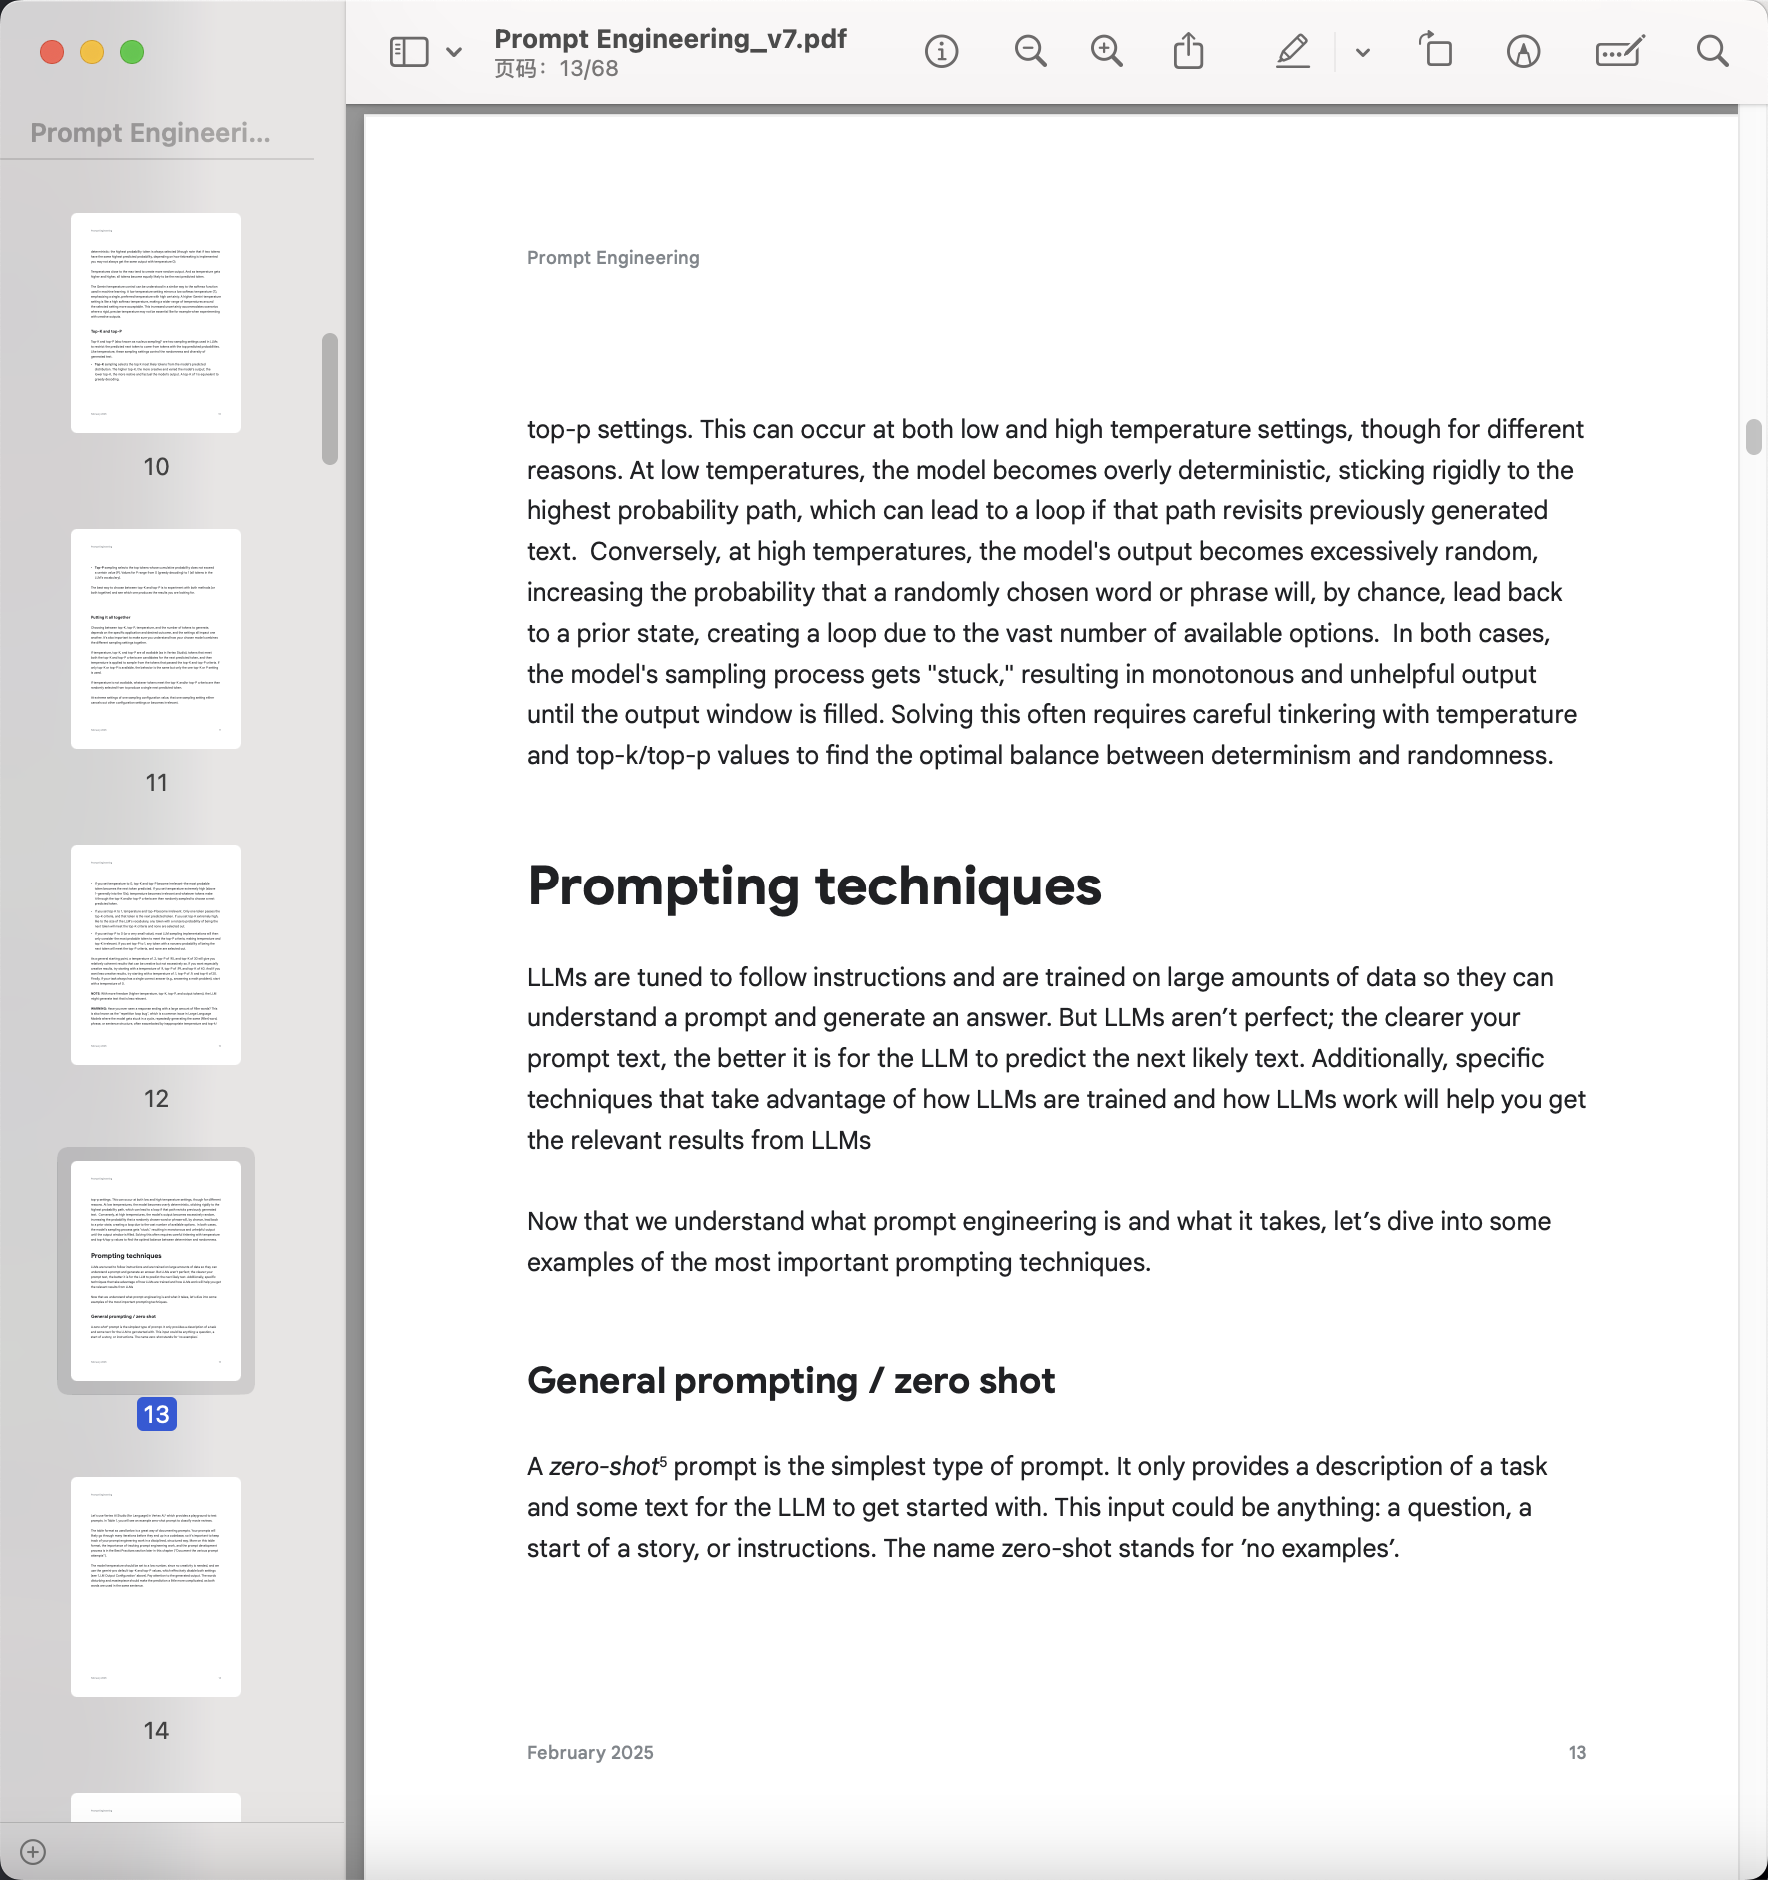 Prompt Engineering_v7.pdf
页码：13/68
Prompt Engineeri...
10
11
12
Prompting techniques
General prompting / zero shot
13
14
Prompt Engineering
top-p settings. This can occur at both low and high temperature settings, though for different
reasons. At low temperatures, the model becomes overly deterministic, sticking rigidly to the
highest probability path, which can lead to a loop if that path revisits previously generated
text.  Conversely, at high temperatures, the model's output becomes excessively random,
increasing the probability that a randomly chosen word or phrase will, by chance, lead back
to a prior state, creating a loop due to the vast number of available options.  In both cases,
the model's sampling process gets "stuck," resulting in monotonous and unhelpful output
until the output window is filled. Solving this often requires careful tinkering with temperature
and top-k/top-p values to find the optimal balance between determinism and randomness.
Prompting techniques
LLMs are tuned to follow instructions and are trained on large amounts of data so they can
understand a prompt and generate an answer. But LLMs aren’t perfect; the clearer your
prompt text, the better it is for the LLM to predict the next likely text. Additionally, specific
techniques that take advantage of how LLMs are trained and how LLMs work will help you get
the relevant results from LLMs
Now that we understand what prompt engineering is and what it takes, let’s dive into some
examples of the most important prompting techniques.
General prompting / zero shot
A zero-shot⁵ prompt is the simplest type of prompt. It only provides a description of a task
and some text for the LLM to get started with. This input could be anything: a question, a
start of a story, or instructions. The name zero-shot stands for ’no examples’.
February 2025
13